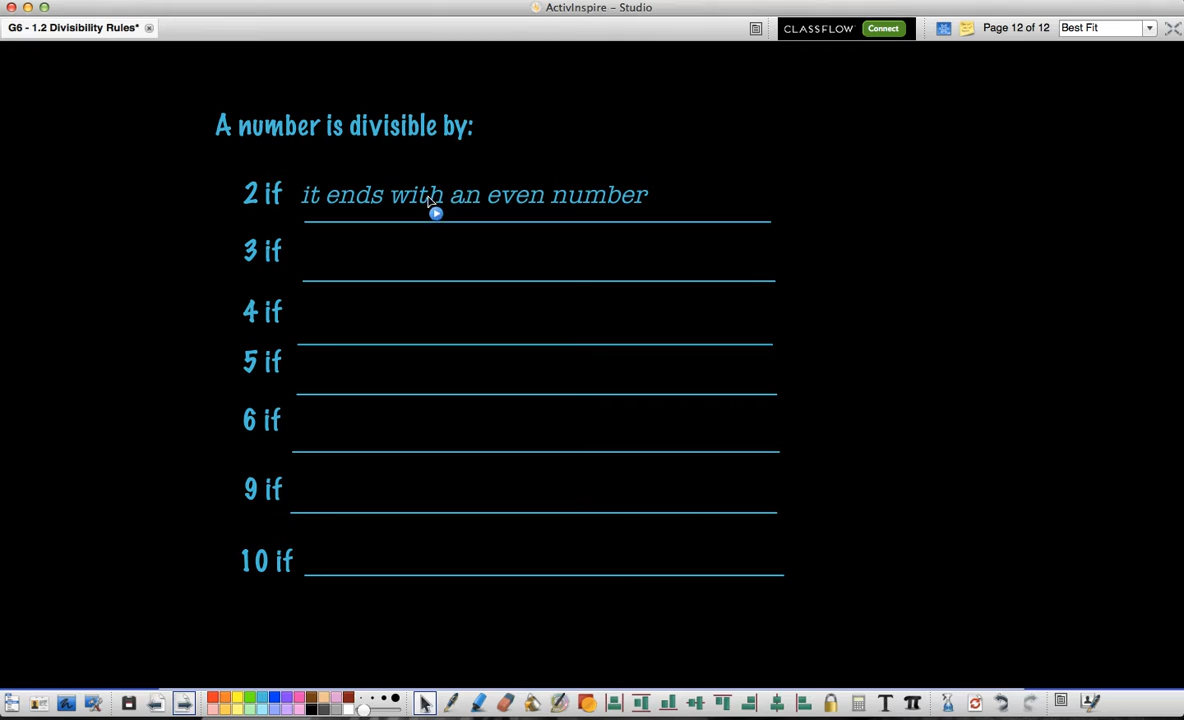 ActivInspire – Studio
G6 - 1.2 Divisibility Rules*
CLASSFLOW Connect
Page 12 of 12
Best Fit
A number is divisible by:
2 if it ends with an even number
3 if
4 if
5 if
6 if
9 if
10 if